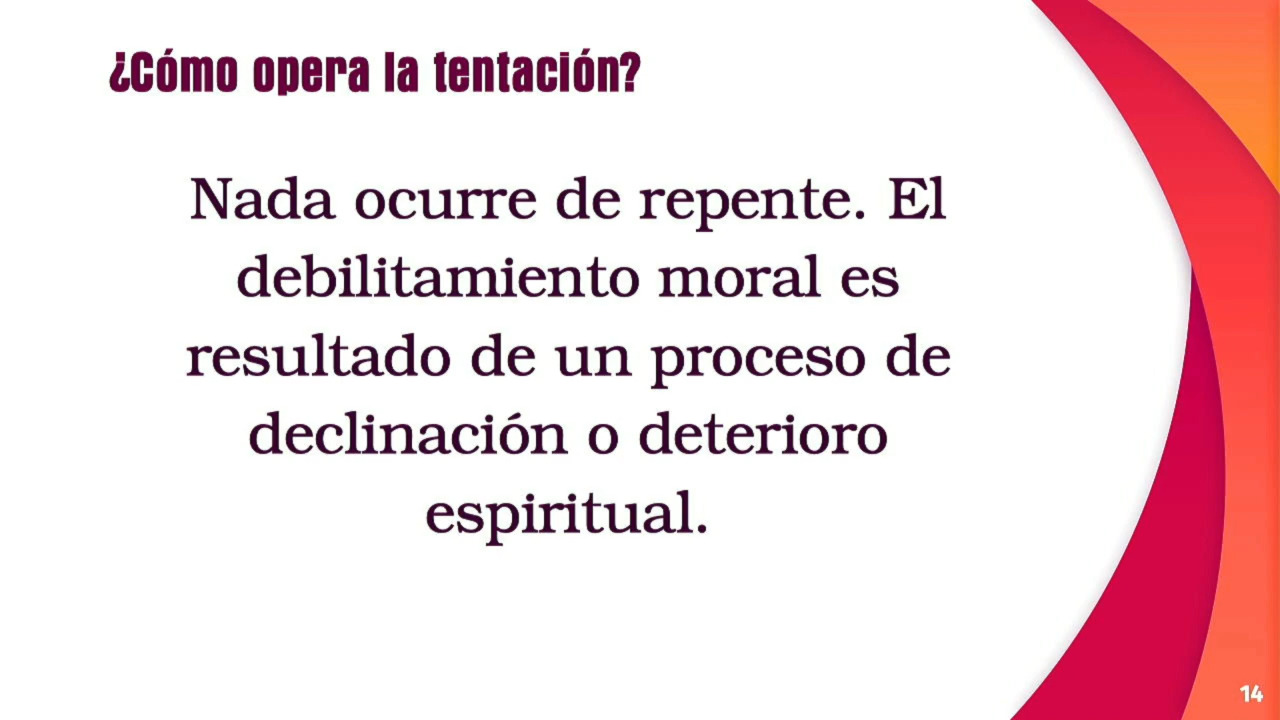 ¿Cómo opera la tentación?
Nada ocurre de repente. El
debilitamiento moral es
resultado de un proceso de
declinación o deterioro
espiritual.
14